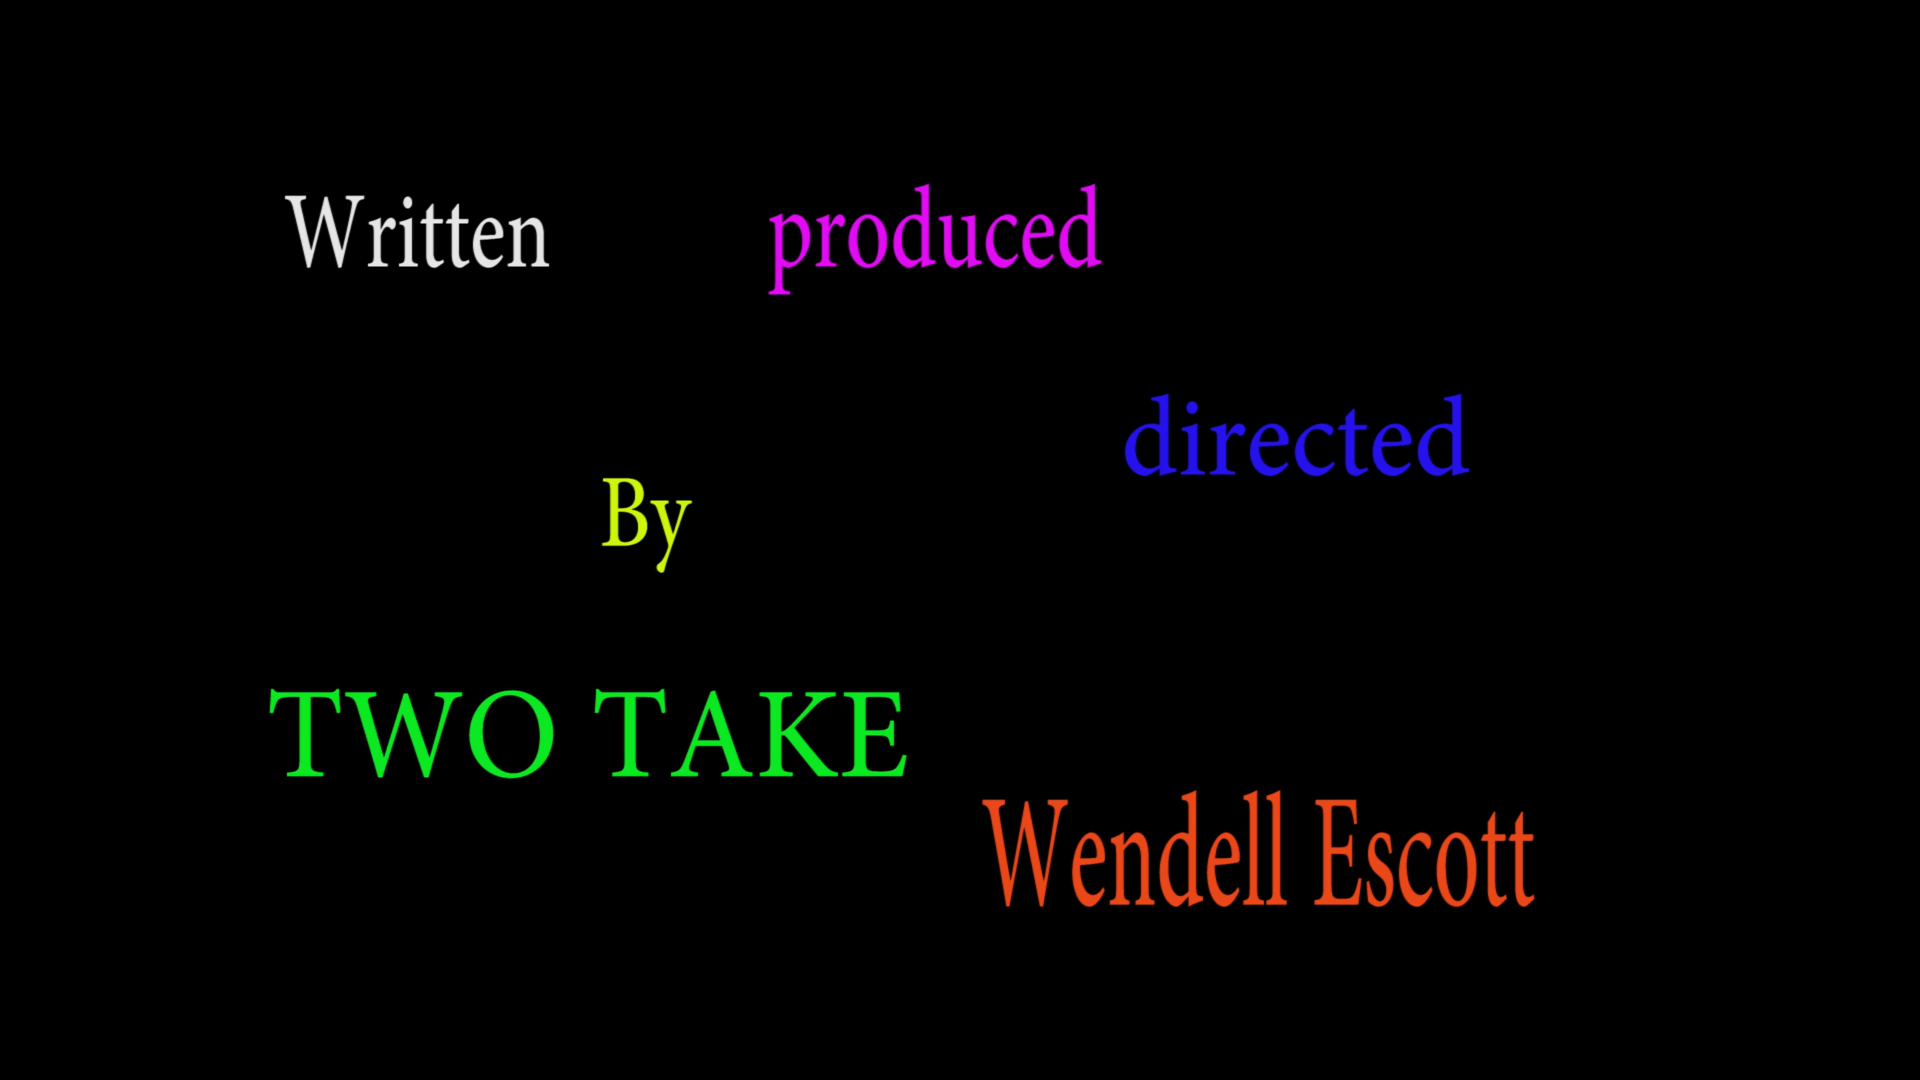 Written produced
directed
By
TWO TAKE
Wendell Escott